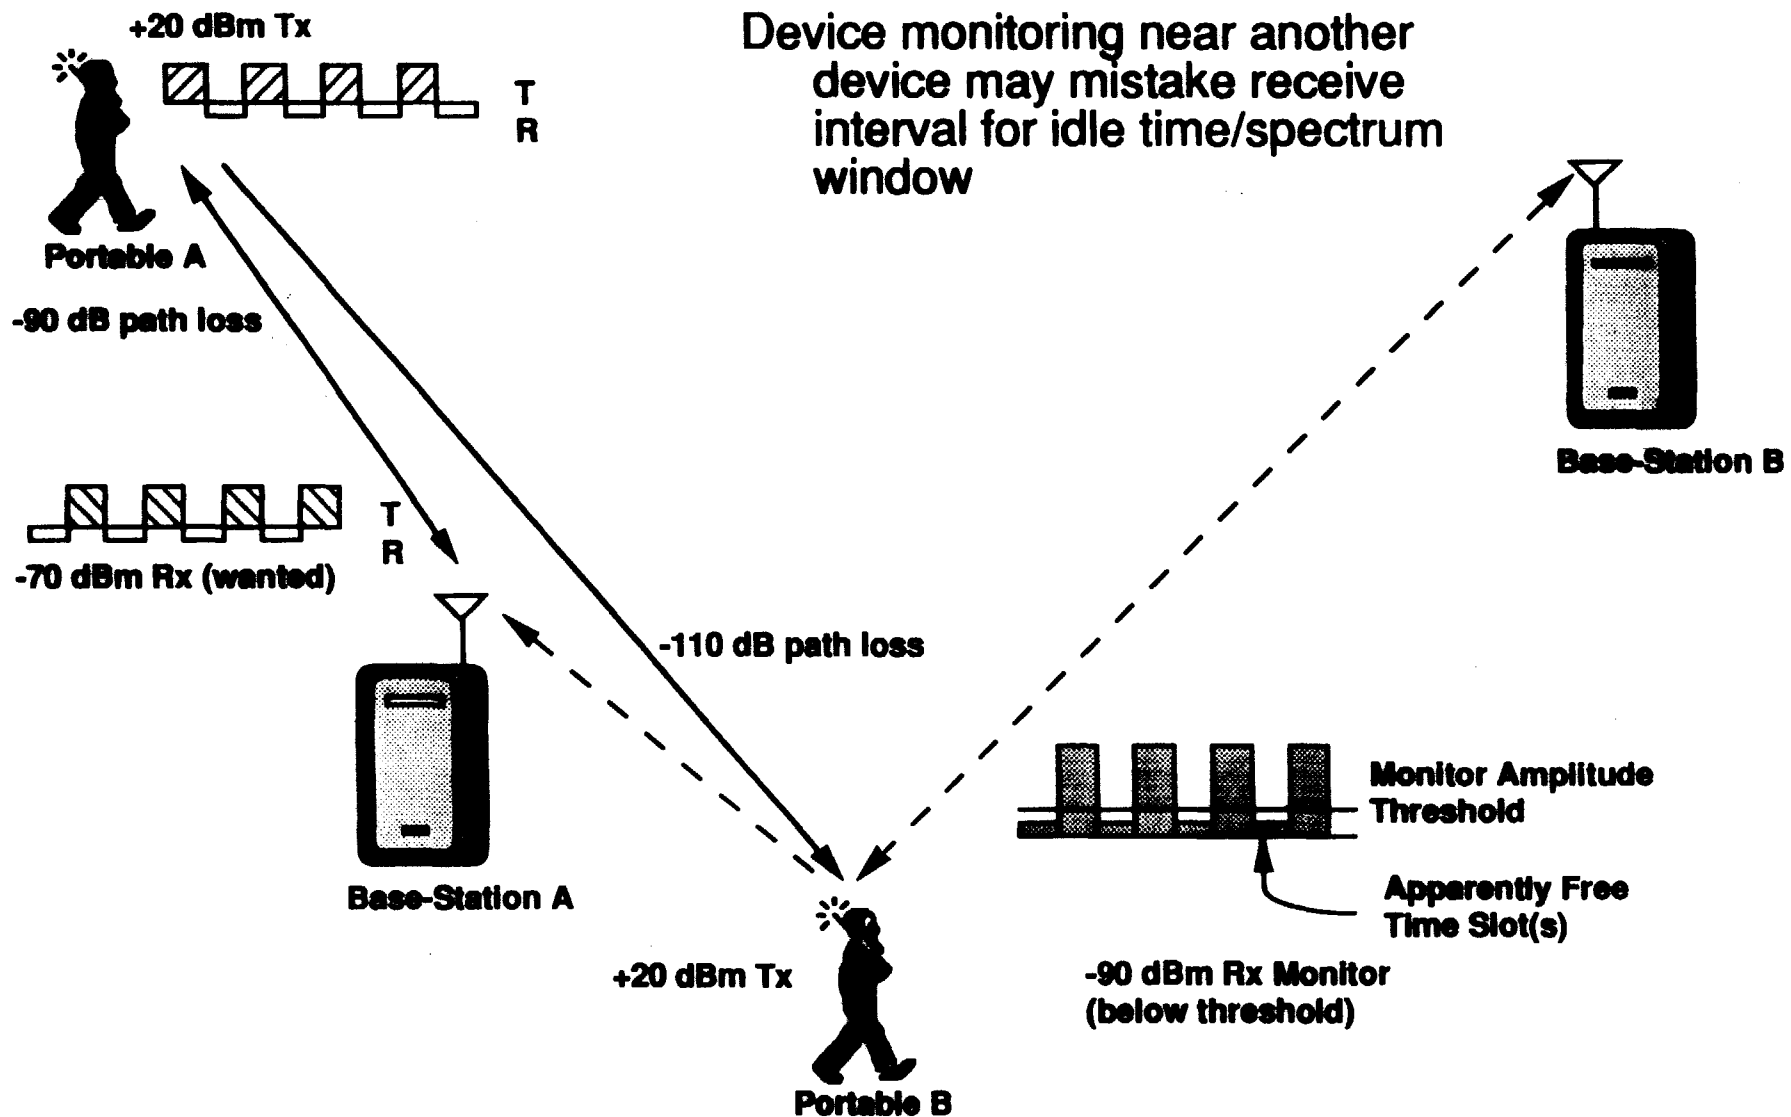 +20 dBm Tx
Device monitoring near another
device may mistake receive
interval for idle time/spectrum
window
T
R
Portable A
-90 dB path loss
Base-Station B
T
R
-70 dBm Rx (wanted)
-110 dB path loss
Monitor Amplitude
Threshold
Base-Station A
Apparently Free
Time Slot(s)
+20 dBm Tx
-90 dBm Rx Monitor
(below threshold)
Portable B